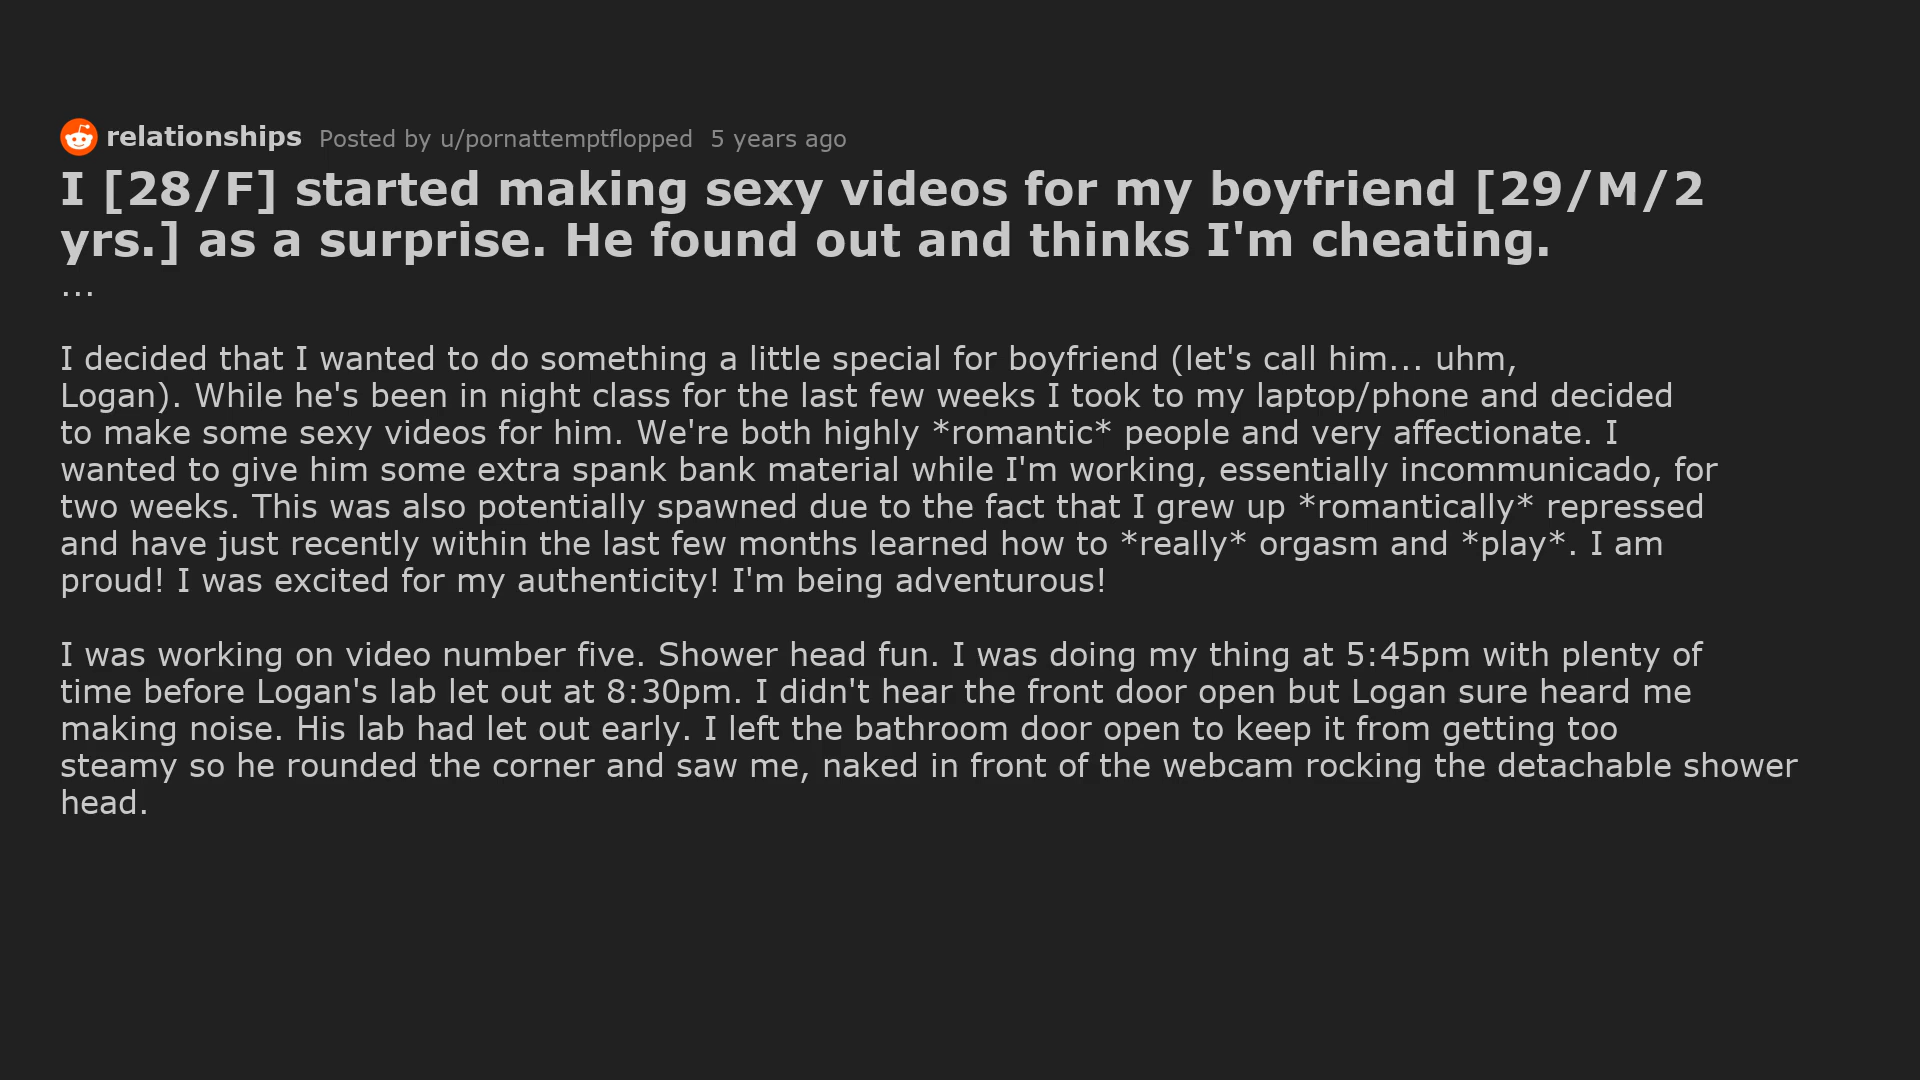 relationships Posted by u/pornattemptflopped 5 years ago
I [28/F] started making sexy videos for my boyfriend [29/M/2
yrs.] as a surprise. He found out and thinks I'm cheating.
...
I decided that I wanted to do something a little special for boyfriend (let's call him... uhm,
Logan). While he's been in night class for the last few weeks I took to my laptop/phone and decided
to make some sexy videos for him. We're both highly *romantic* people and very affectionate. I
wanted to give him some extra spank bank material while I'm working, essentially incommunicado, for
two weeks. This was also potentially spawned due to the fact that I grew up *romantically* repressed
and have just recently within the last few months learned how to *really* orgasm and *play*. I am
proud! I was excited for my authenticity! I'm being adventurous!
I was working on video number five. Shower head fun. I was doing my thing at 5:45pm with plenty of
time before Logan's lab let out at 8:30pm. I didn't hear the front door open but Logan sure heard me
making noise. His lab had let out early. I left the bathroom door open to keep it from getting too
steamy so he rounded the corner and saw me, naked in front of the webcam rocking the detachable shower
head.